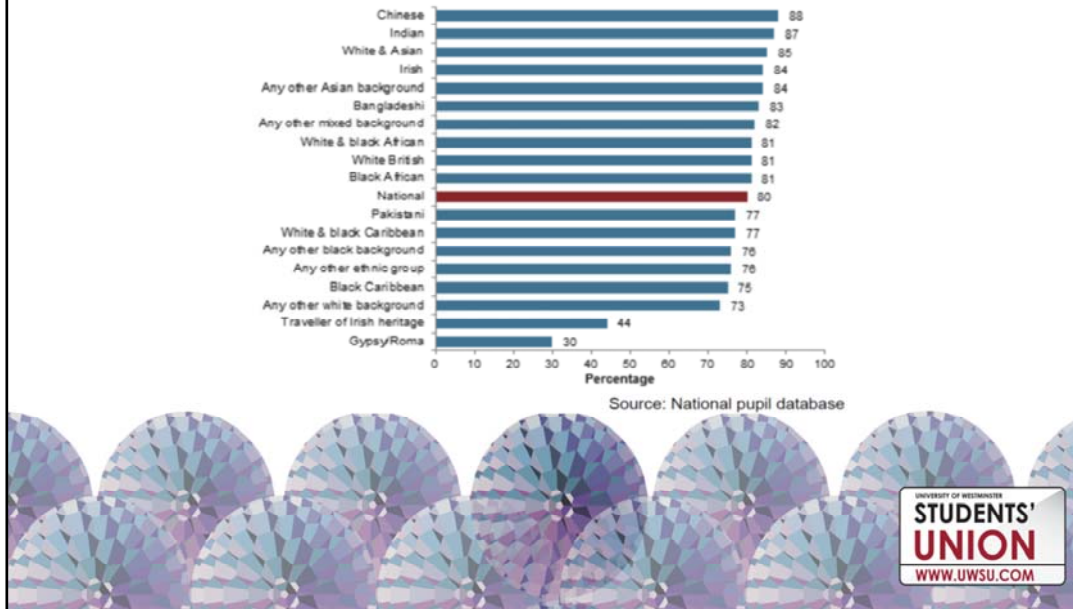 Chinese 88
Indian 87
White & Asian 85
Irish 84
Any other Asian background 84
Bangladeshi 83
Any other mixed background 82
White & black African 81
White British 81
Black African 81
National 80
Pakistani 77
White & black Caribbean 77
Any other black background 76
Any other ethnic group 76
Black Caribbean 75
Any other white background 73
Traveller of Irish heritage 44
Gypsy/Roma 30
0 10 20 30 40 50 60 70 80 90 100
Percentage
Source: National pupil database
UNIVERSITY OF WESTMINSTER
STUDENTS'
UNION
WWW.UWSU.COM